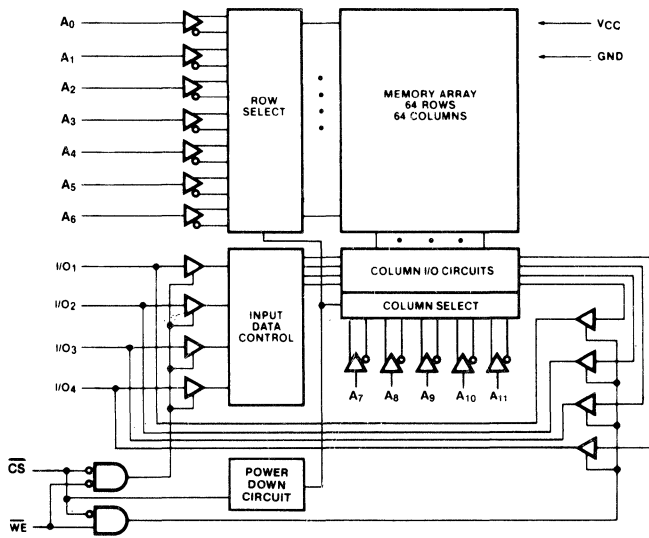 A0
A1
A2
A3
A4
A5
A6
ROW
SELECT
MEMORY ARRAY
64 ROWS
64 COLUMNS
VCC
GND
I/O1
I/O2
I/O3
I/O4
INPUT
DATA
CONTROL
COLUMN I/O CIRCUITS
COLUMN SELECT
A7
A8
A9
A10
A11
CS
WE
POWER
DOWN
CIRCUIT